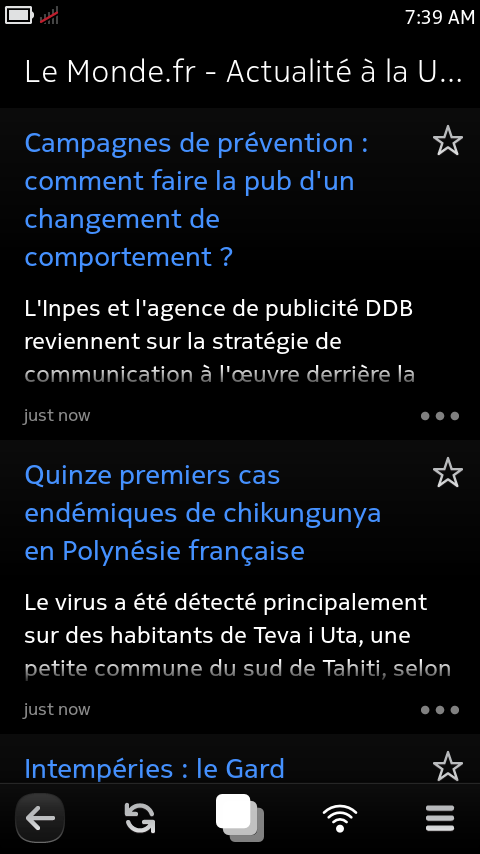 7:39 AM
Le Monde.fr - Actualité à la U...
Campagnes de prévention :
comment faire la pub d'un
changement de
comportement ?
L'Inpes et l'agence de publicité DDB
reviennent sur la stratégie de
communication à l'œuvre derrière la
just now
Quinze premiers cas
endémiques de chikungunya
en Polynésie française
Le virus a été détecté principalement
sur des habitants de Teva i Uta, une
petite commune du sud de Tahiti, selon
just now
Intempéries : le Gard